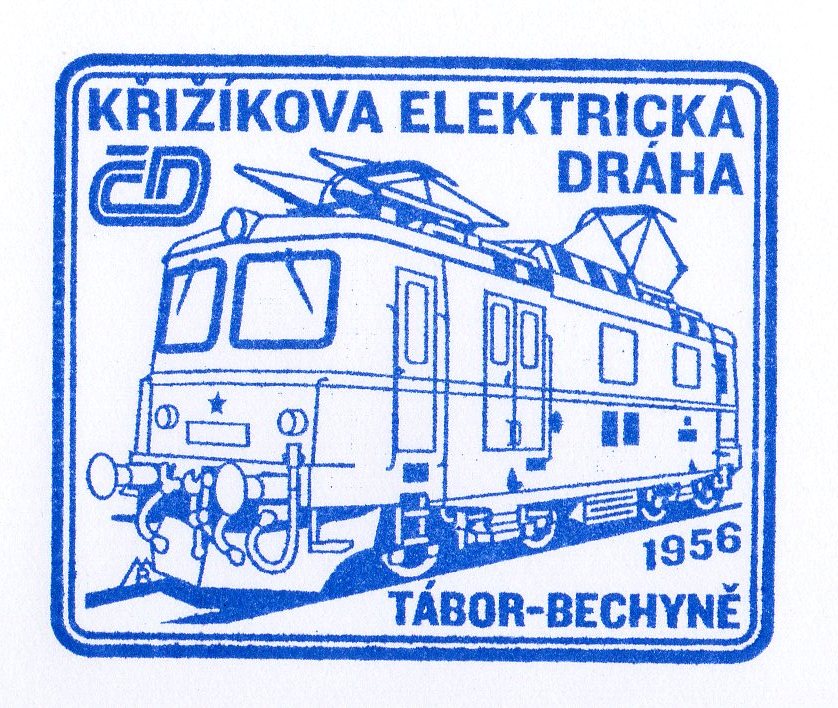 KŘIŽÍKOVA ELEKTRICKÁ
DRÁHA
ČD
1956
TÁBOR-BECHYNĚ
B